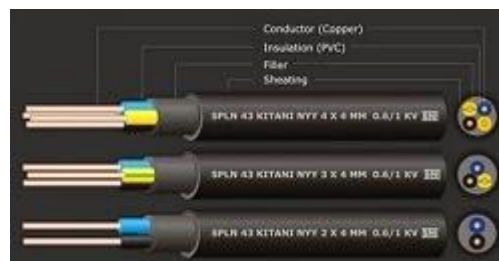 Conductor (Copper)
Insulation (PVC)
Filler
Sheating
SPLN 43 KITANI NYY 4 X 4 MM 0.6/1 KV
SPLN 43 KITANI NYY 3 X 4 MM 0.6/1 KV
SPLN 43 KITANI NYY 2 X 4 MM 0.6/1 KV